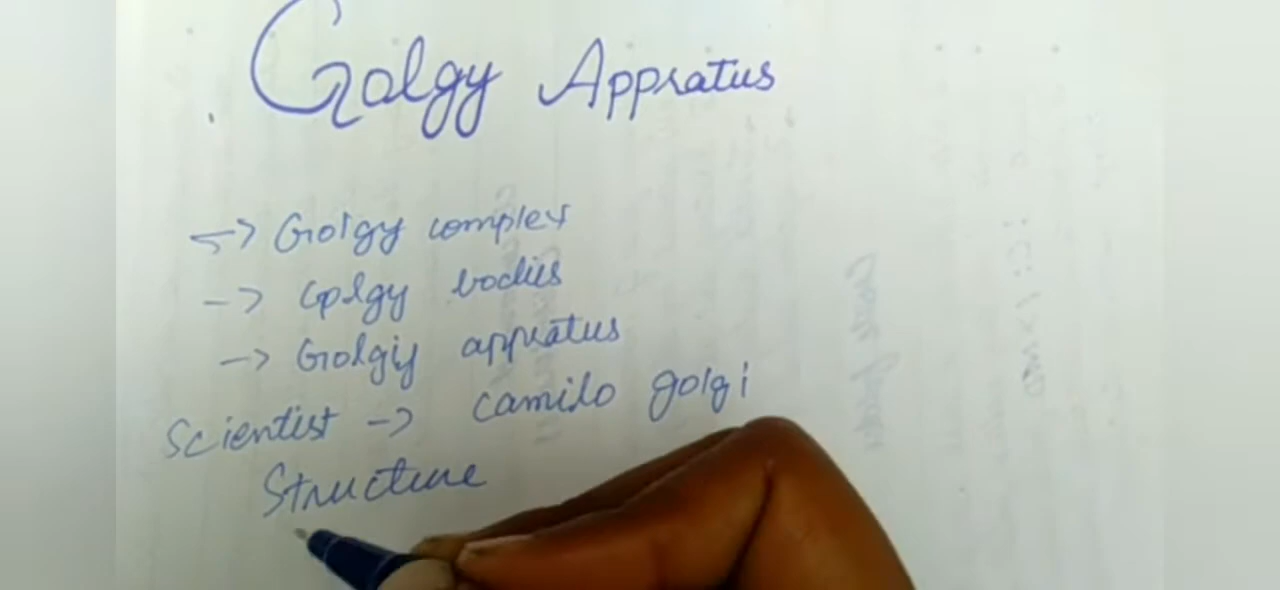 Golgy Appratus
-> Golgy complex
-> Golgy bodies
-> Golgiy appratus
Scientist -> Camilo golgi
Structure